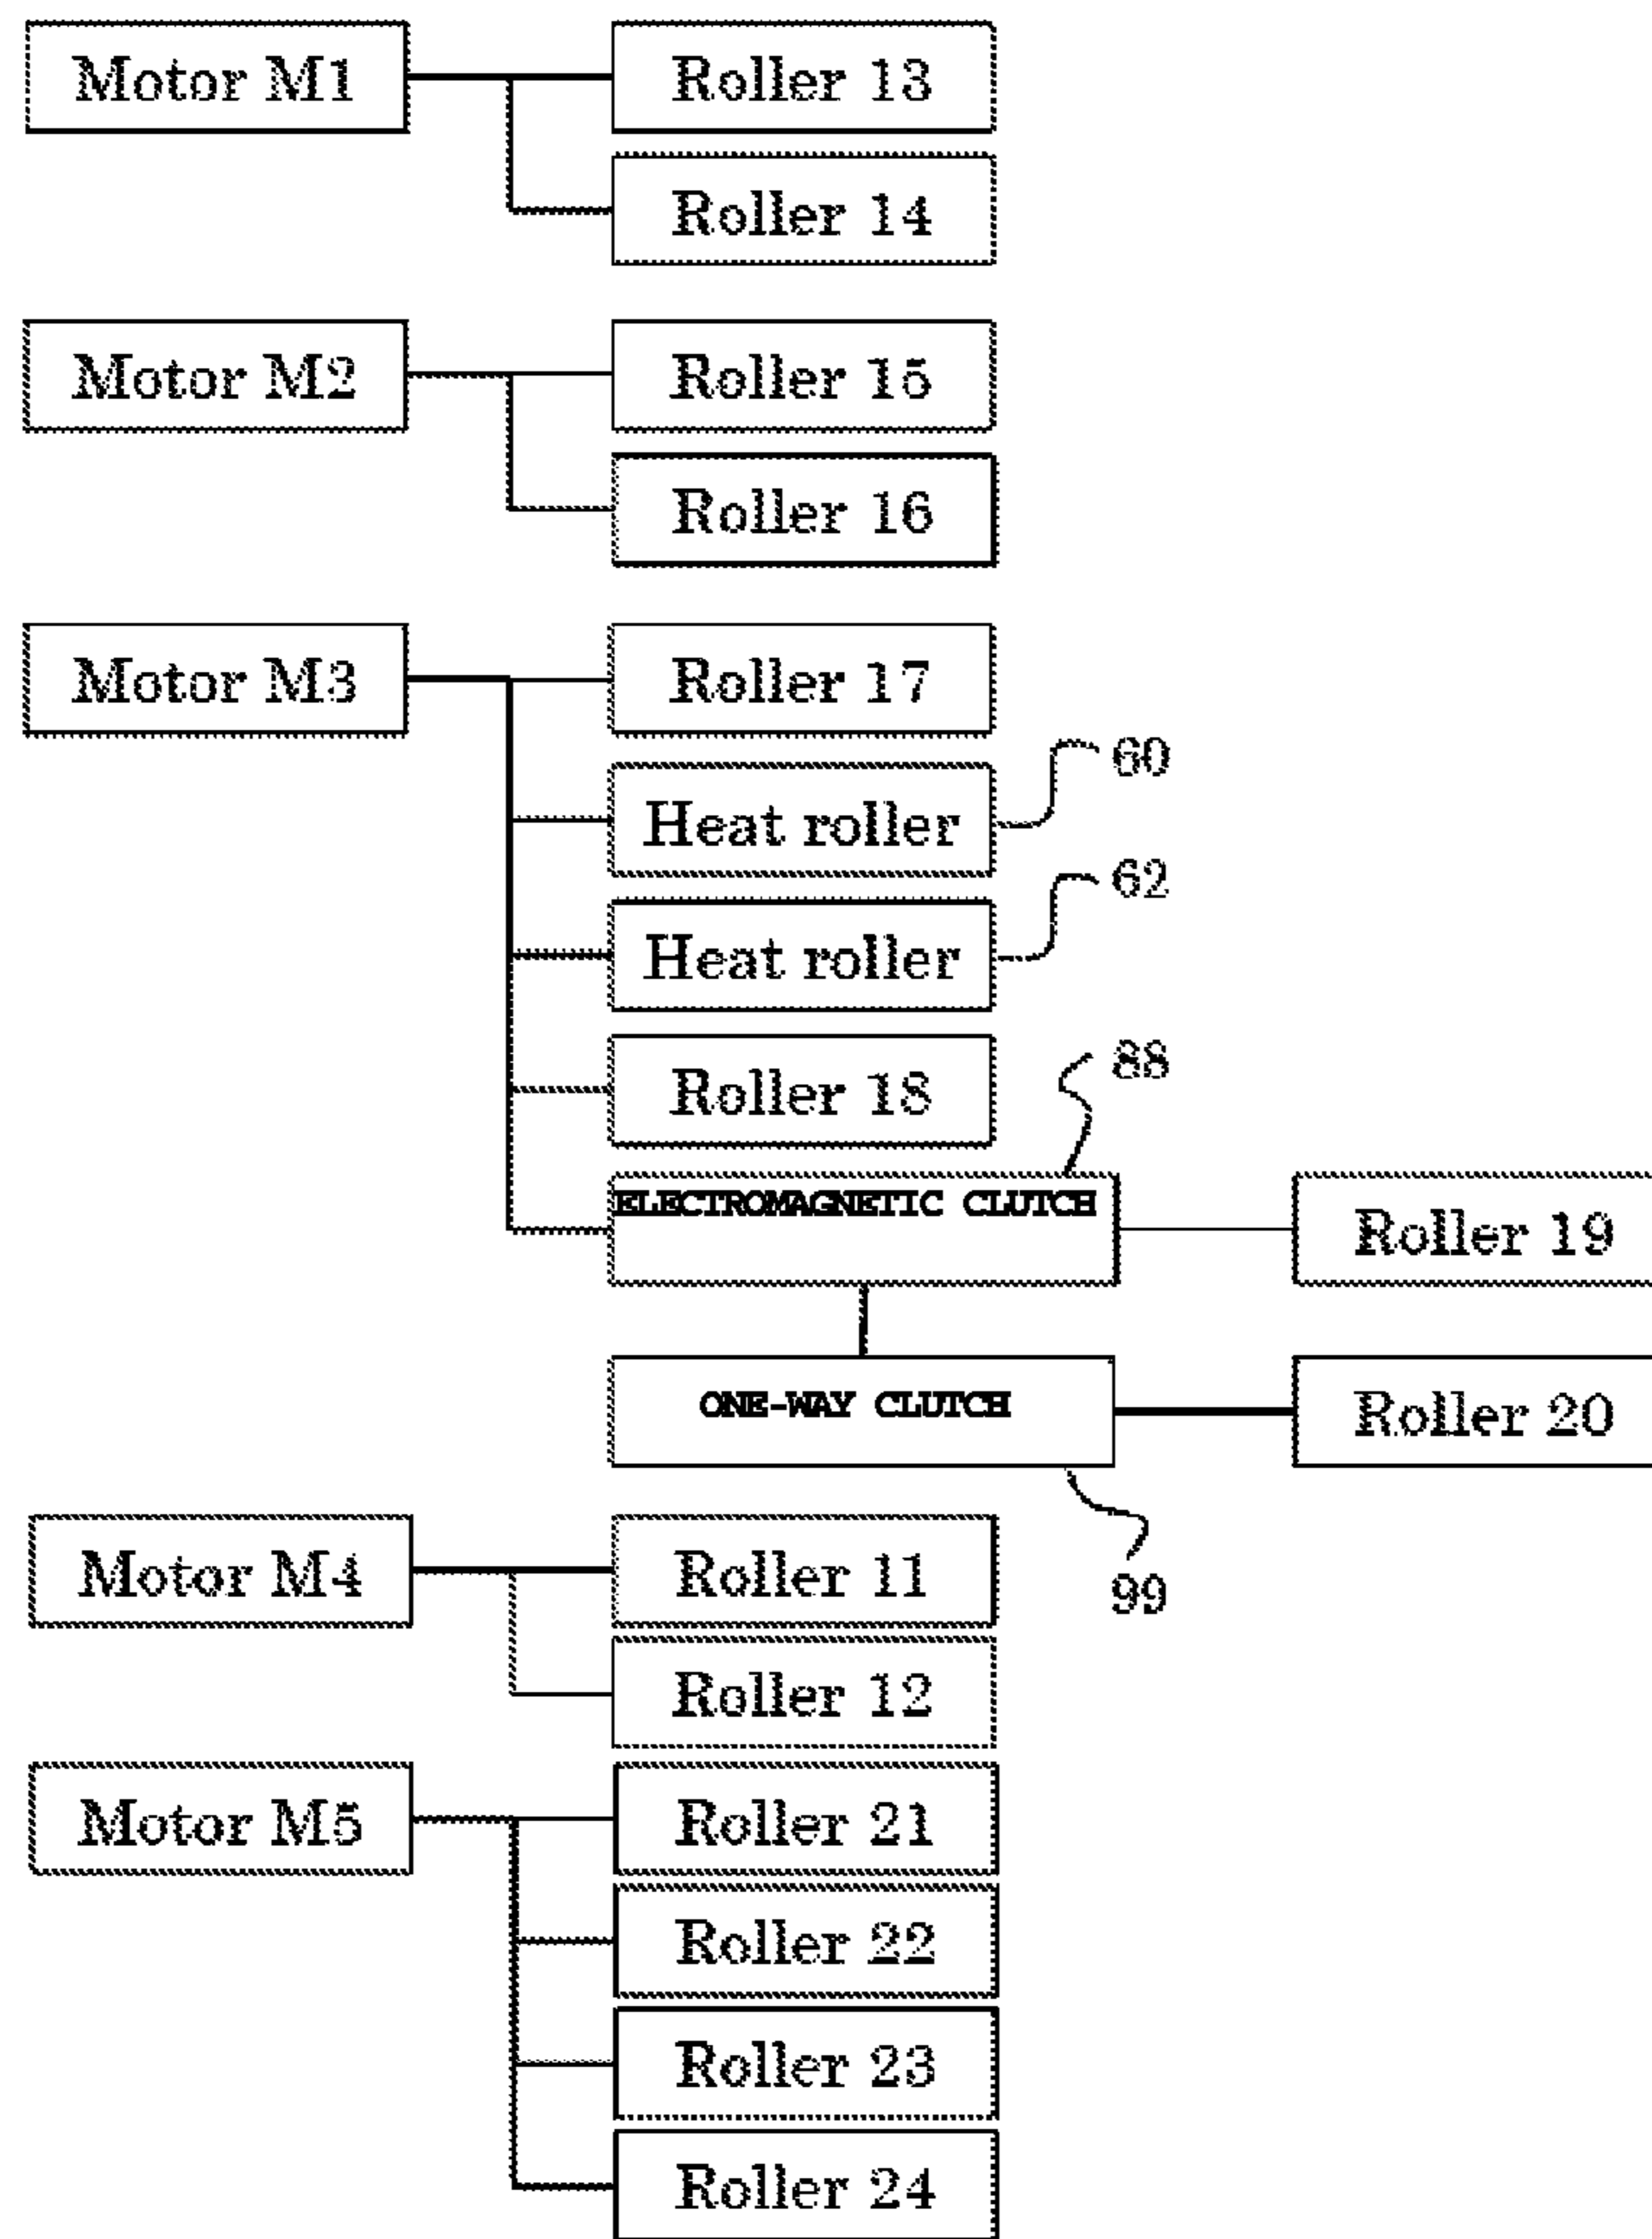 Motor M1 Roller 13
Roller 14
Motor M2 Roller 15
Roller 16
Motor M3 Roller 17
60
Heat roller
62
Heat roller
88
Roller 18
ELECTROMAGNETIC CLUTCH Roller 19
ONE-WAY CLUTCH Roller 20
Motor M4 Roller 11
99
Roller 12
Motor M5 Roller 21
Roller 22
Roller 23
Roller 24